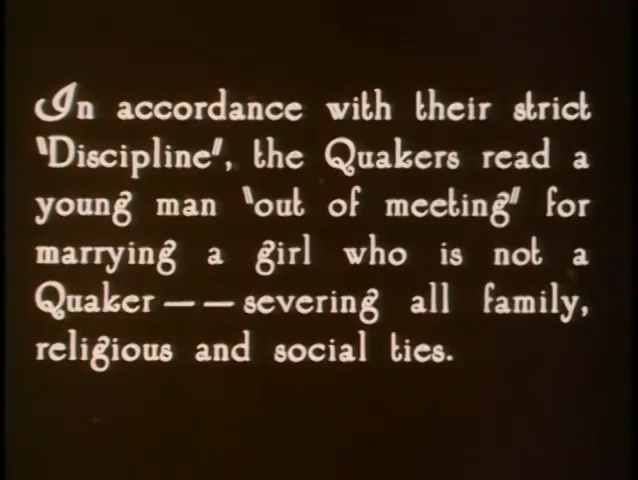 In accordance with their strict
"Discipline", the Quakers read a
young man "out of meeting" for
marrying a girl who is not a
Quaker — — severing all family,
religious and social ties.